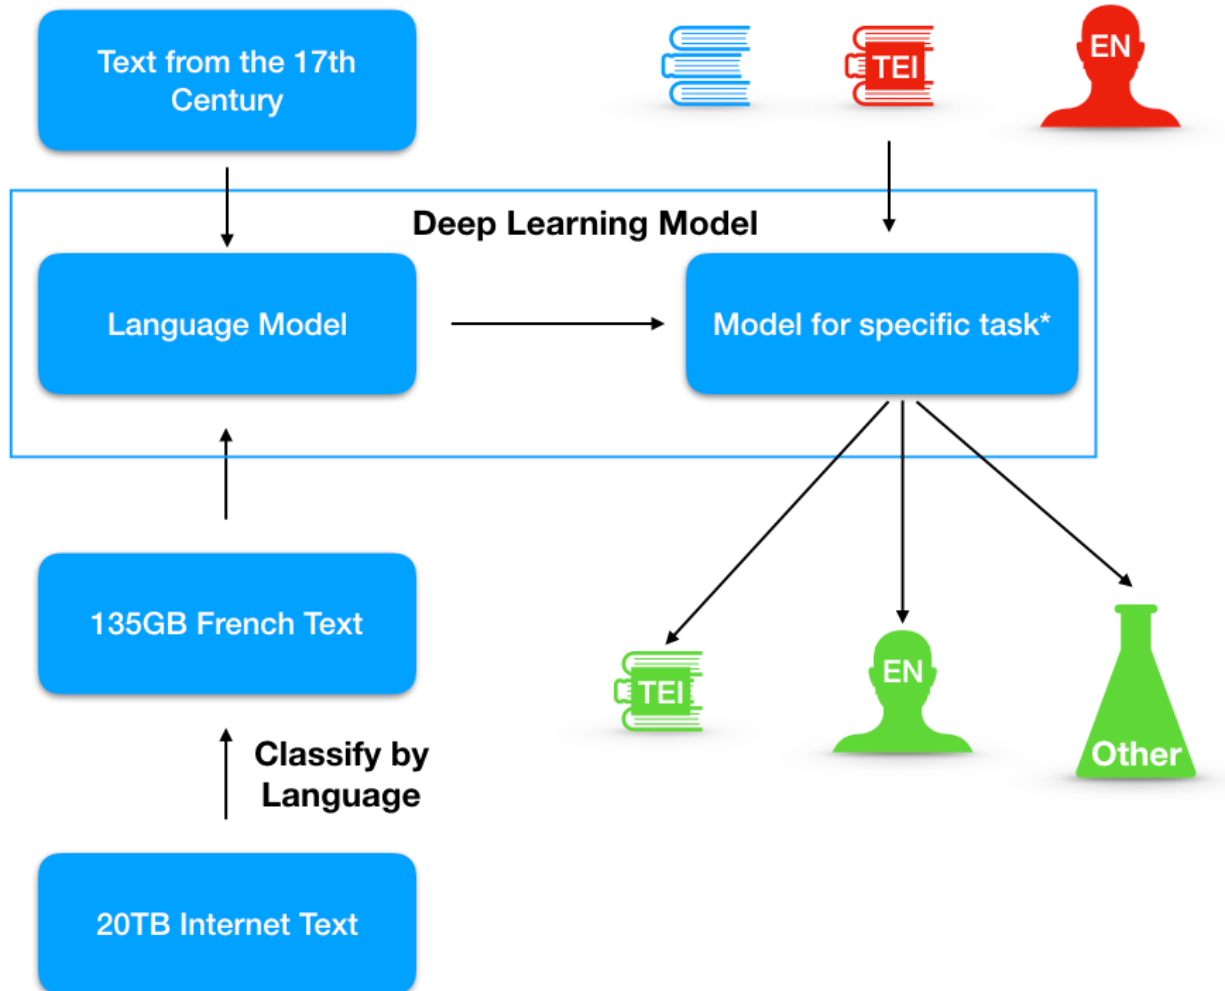 Text from the 17th
Century
TEI
EN
Deep Learning Model
Language Model
Model for specific task*
135GB French Text
TEI
EN
Other
Classify by
Language
20TB Internet Text